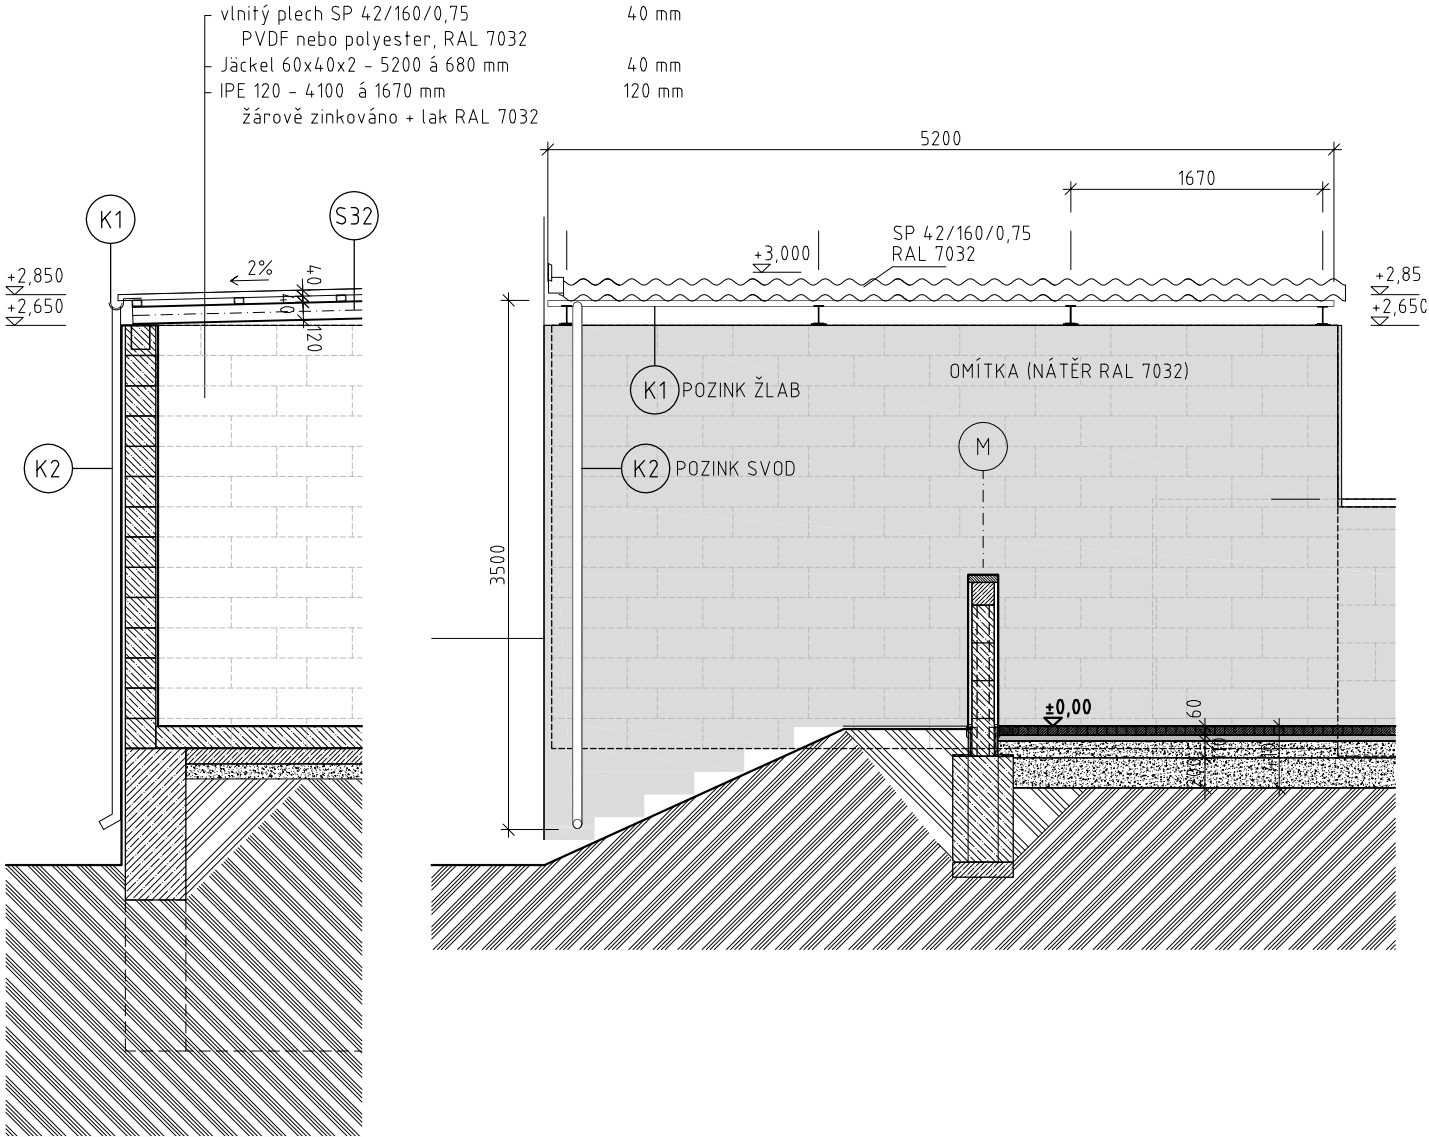 vlnitý plech SP 42/160/0,75 40 mm
PVDF nebo polyester, RAL 7032
Jäckel 60x40x2 - 5200 á 680 mm 40 mm
IPE 120 - 4100 á 1670 mm 120 mm
žárově zinkováno + lak RAL 7032
5200
1670
K1
S32
SP 42/160/0,75
RAL 7032
+3,000
2%
40
+2,850
+2,85
40
+2,650
+2,650
120
OMÍTKA (NÁTĚR RAL 7032)
K1 POZINK ŽLAB
M
K2
K2 POZINK SVOD
3500
±0,00
60